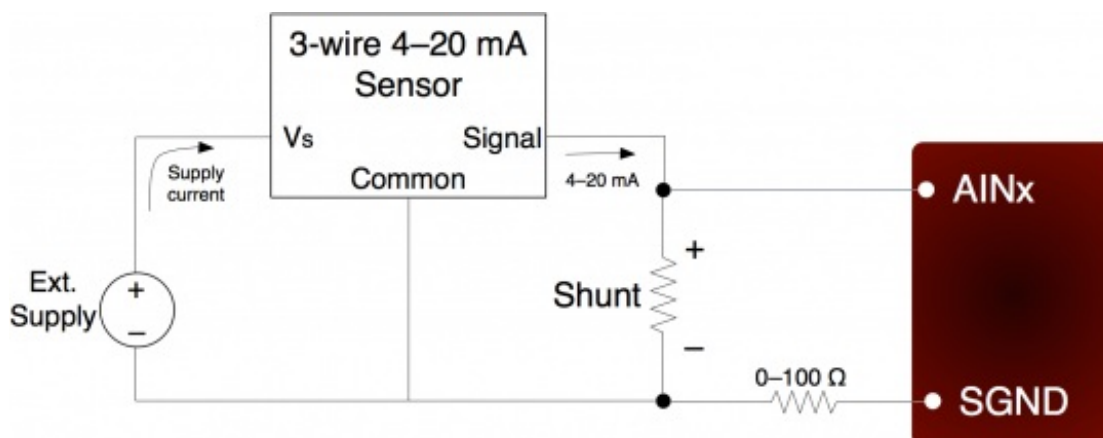 3-wire 4–20 mA
Sensor
Vs
Signal
Common
Supply
current
4–20 mA
AINx
+
Ext.
Supply
+
−
Shunt
−
0–100 Ω
SGND